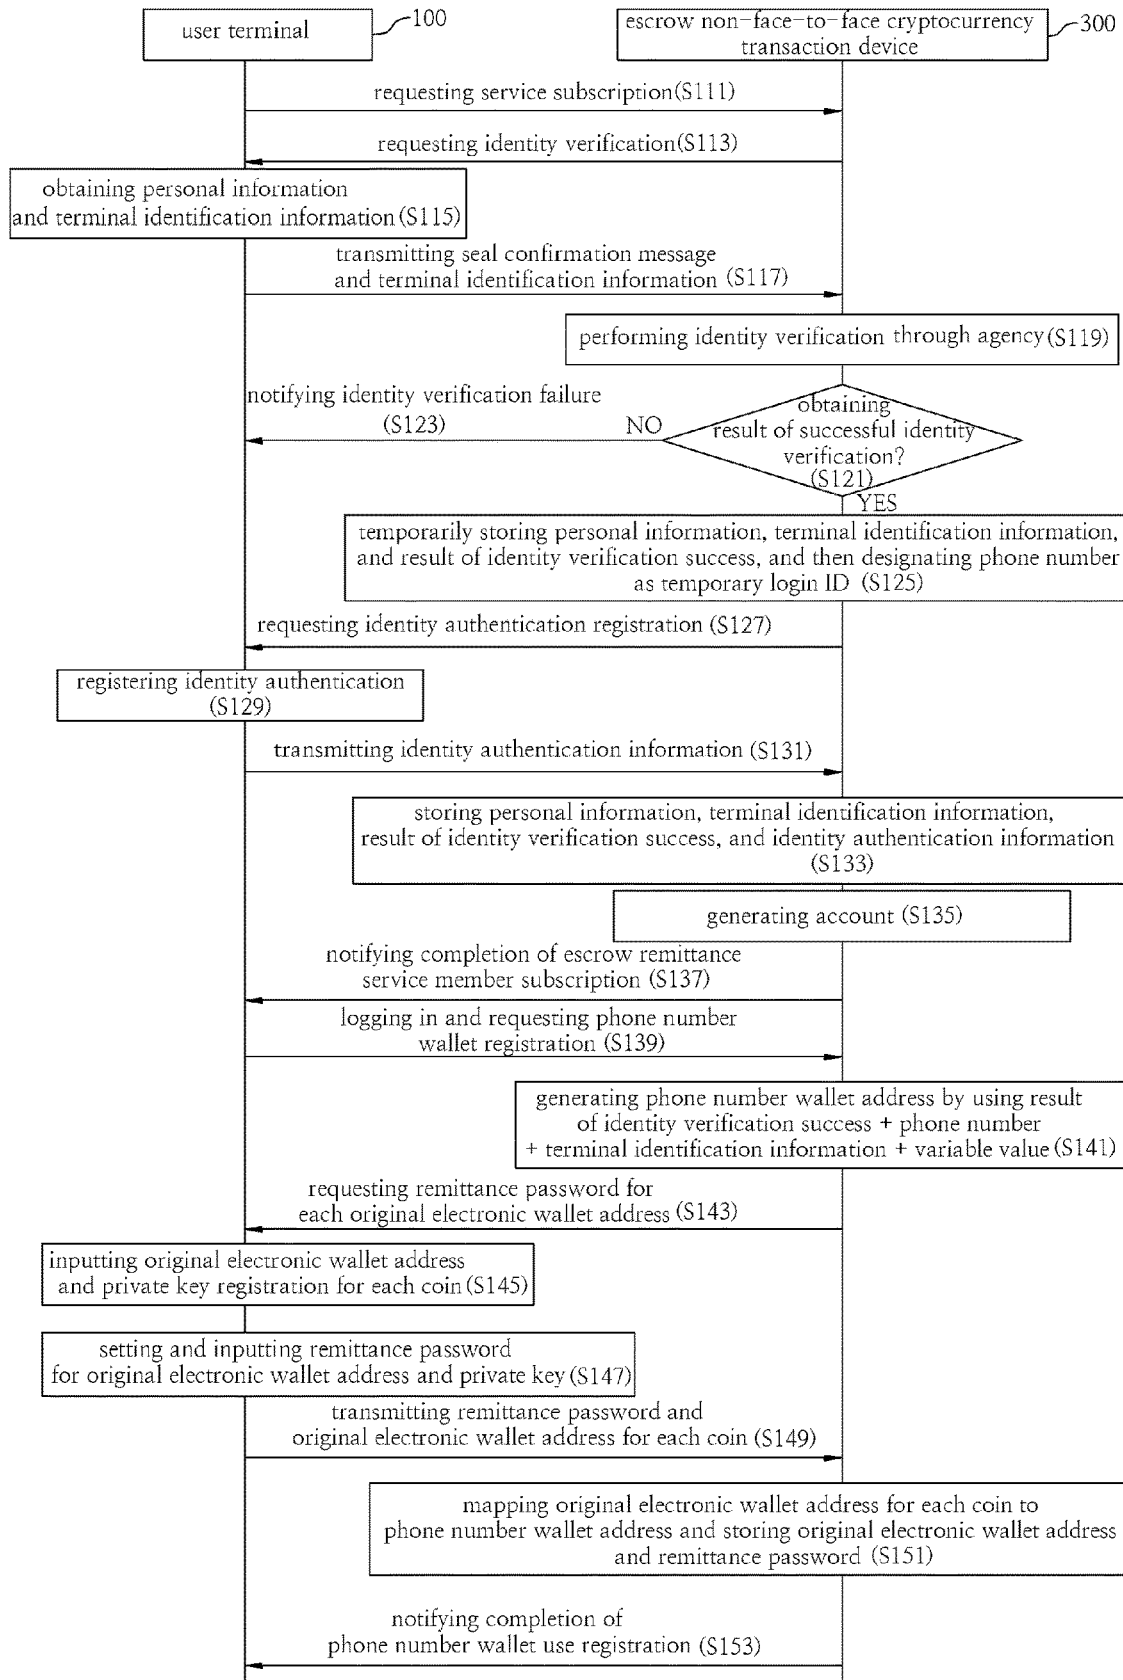 user terminal
100
escrow non-face-to-face cryptocurrency
transaction device
300
requesting service subscription(S111)
requesting identity verification(S113)
obtaining personal information
and terminal identification information(S115)
transmitting seal confirmation message
and terminal identification information (S117)
performing identity verification through agency(S119)
notifying identity verification failure
(S123)
NO
obtaining
result of successful identity
verification?
(S121)
YES
temporarily storing personal information, terminal identification information,
and result of identity verification success, and then designating phone number
as temporary login ID (S125)
requesting identity authentication registration (S127)
registering identity authentication
(S129)
transmitting identity authentication information (S131)
storing personal information, terminal identification information,
result of identity verification success, and identity authentication information
(S133)
generating account (S135)
notifying completion of escrow remittance
service member subscription (S137)
logging in and requesting phone number
wallet registration (S139)
generating phone number wallet address by using result
of identity verification success + phone number
+ terminal identification information + variable value(S141)
requesting remittance password for
each original electronic wallet address (S143)
inputting original electronic wallet address
and private key registration for each coin(S145)
setting and inputting remittance password
for original electronic wallet address and private key(S147)
transmitting remittance password and
original electronic wallet address for each coin (S149)
mapping original electronic wallet address for each coin to
phone number wallet address and storing original electronic wallet address
and remittance password (S151)
notifying completion of
phone number wallet use registration (S153)